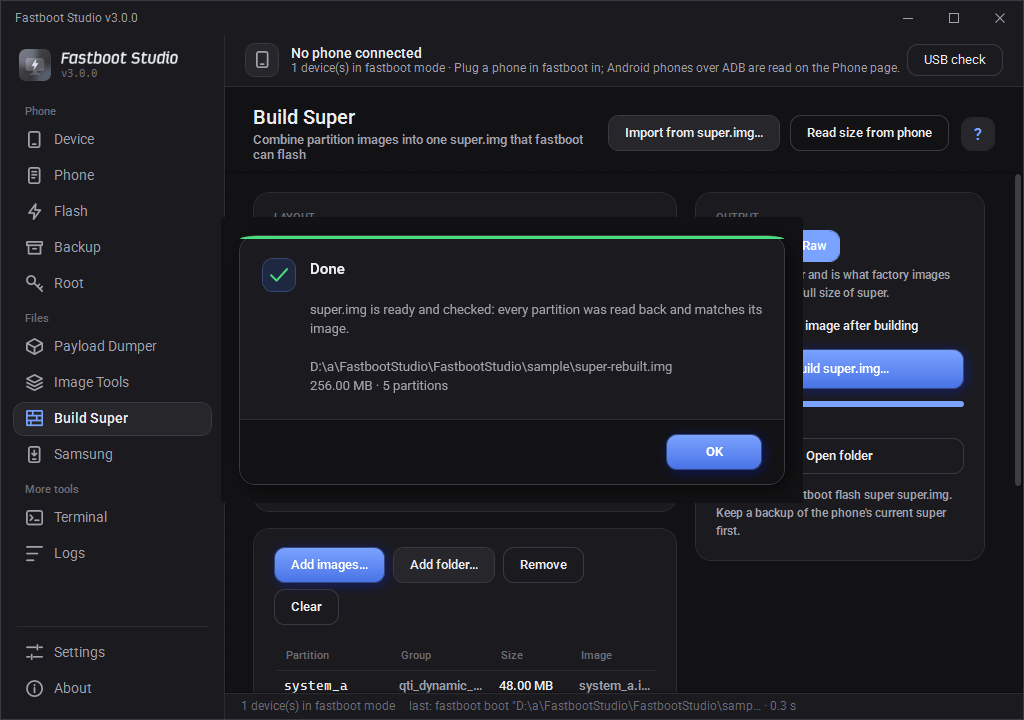 Fastboot Studio v3.0.0
Fastboot Studio
v3.0.0
Phone
Device
Phone
Flash
Backup
Root
Files
Payload Dumper
Image Tools
Build Super
Samsung
More tools
Terminal
Logs
Settings
About
No phone connected
1 device(s) in fastboot mode · Plug a phone in fastboot in; Android phones over ADB are read on the Phone page.
USB check
Build Super
Combine partition images into one super.img that fastboot
can flash
Import from super.img...
Read size from phone
?
LAYOUT
OUTPUT
Raw
and is what factory images
full size of super.
image after building
uild super.img...
Open folder
tboot flash super super.img.
Keep a backup of the phone's current super
first.
Done
super.img is ready and checked: every partition was read back and matches its
image.
D:\a\FastbootStudio\FastbootStudio\sample\super-rebuilt.img
256.00 MB · 5 partitions
OK
Add images...
Add folder...
Remove
Clear
Partition Group Size Image
system_a qti_dynamic_... 48.00 MB system_a.i...
1 device(s) in fastboot mode last: fastboot boot "D:\a\FastbootStudio\FastbootStudio\samp... · 0.3 s